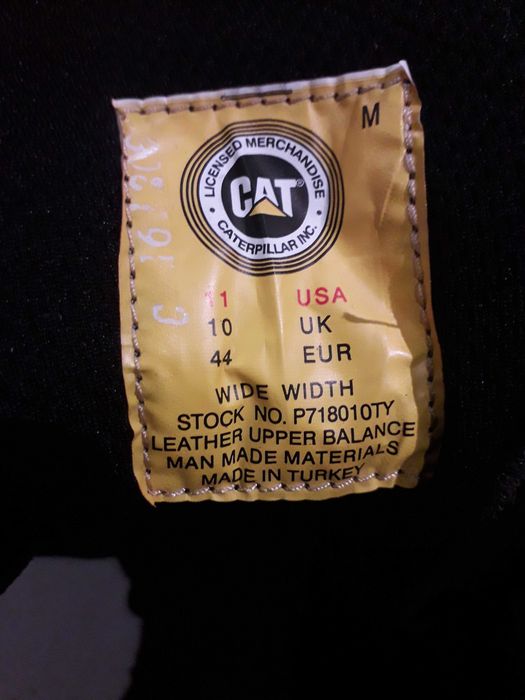 M
LICENSED MERCHANDISE
CAT®
CATERPILLAR INC.
11 USA
10 UK
44 EUR
WIDE WIDTH
STOCK NO. P718010TY
LEATHER UPPER BALANCE
MAN MADE MATERIALS
MADE IN TURKEY